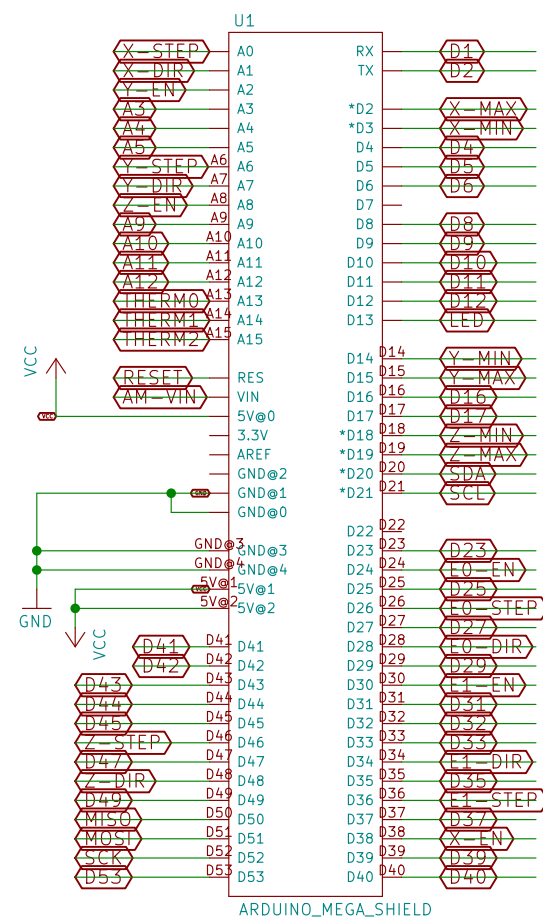 U1
X-STEP A0 RX D1
X-DIR A1 TX D2
Y-EN A2
A3 A3 *D2 X-MAX
A4 A4 *D3 X-MIN
A5 A5 D4 D4
Y-STEP A6 A6 D5 D5
Y-DIR A7 A7 D6 D6
Z-EN A8 A8 D7
A9 A9 A9 D8 D8
A10 A10 A10 D9 D9
A11 A11 A11 D10 D10
A12 A12 A12 D11 D11
THERM0 A13 A13 D12 D12
THERM1 A14 A14 D13 LED
THERM2 A15 A15
VCC
D14 D14 Y-MIN
RESET RES D15 D15 Y-MAX
AM-VIN VIN D16 D16 D16
VCC 5V@0 D17 D17 D17
3.3V *D18 D18 Z-MIN
AREF *D19 D19 Z-MAX
GND@2 *D20 D20 SDA
GND GND@1 *D21 D21 SCL
GND@0
D22 D22
GND@3 GND@3 D23 D23 D23
GND@4 GND@4 D24 D24 E0-EN
VCC 5V@1 5V@1 D25 D25 D25
5V@2 5V@2 D26 D26 E0-STEP
GND
D27 D27 D27
VCC
D41 D41 D41 D28 D28 E0-DIR
D42 D42 D42 D29 D29 D29
D43 D43 D43 D30 D30 E1-EN
D44 D44 D44 D31 D31 D31
D45 D45 D45 D32 D32 D32
Z-STEP D46 D46 D33 D33 D33
D47 D47 D47 D34 D34 E1-DIR
Z-DIR D48 D48 D35 D35 D35
D49 D49 D49 D36 D36 E1-STEP
MISO D50 D50 D37 D37 D37
MOSI D51 D51 D38 D38 X-EN
SCK D52 D52 D39 D39 D39
D53 D53 D53 D40 D40 D40
ARDUINO_MEGA_SHIELD